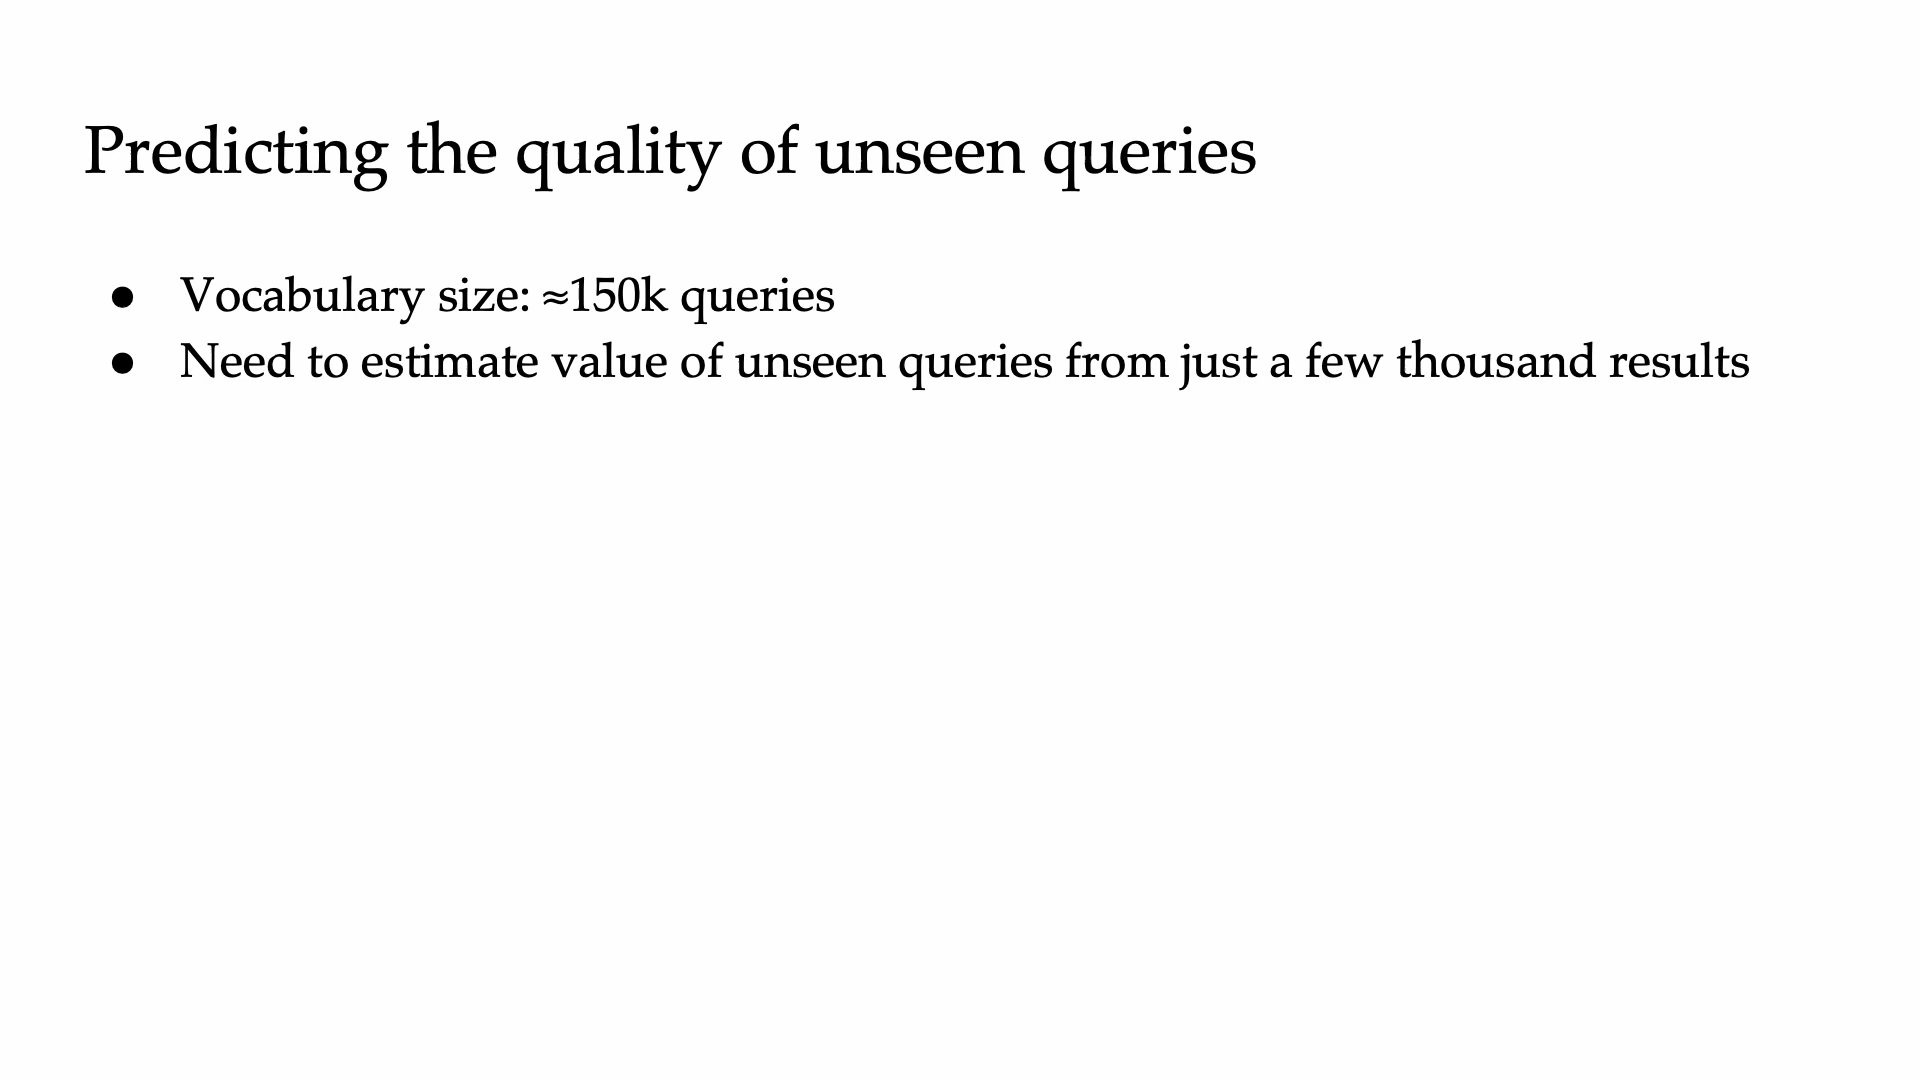 Predicting the quality of unseen queries
● Vocabulary size: ≈150k queries
● Need to estimate value of unseen queries from just a few thousand results